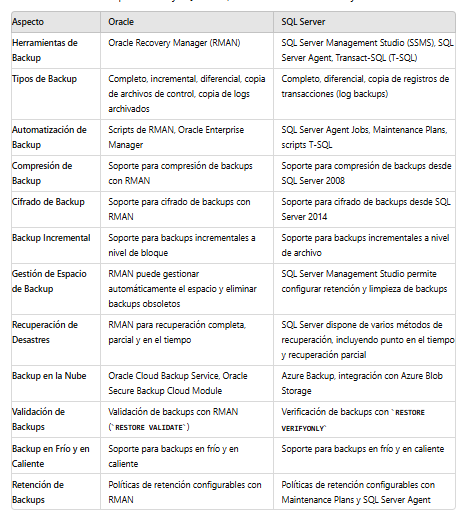 Aspecto Oracle SQL Server
Herramientas de Backup Oracle Recovery Manager (RMAN) SQL Server Management Studio (SSMS), SQL Server Agent, Transact-SQL (T-SQL)
Tipos de Backup Completo, incremental, diferencial, copia de archivos de control, copia de logs archivados Completo, diferencial, copia de registros de transacciones (log backups)
Automatización de Backup Scripts de RMAN, Oracle Enterprise Manager SQL Server Agent Jobs, Maintenance Plans, scripts T-SQL
Compresión de Backup Soporte para compresión de backups con RMAN Soporte para compresión de backups desde SQL Server 2008
Cifrado de Backup Soporte para cifrado de backups con RMAN Soporte para cifrado de backups desde SQL Server 2014
Backup Incremental Soporte para backups incrementales a nivel de bloque Soporte para backups incrementales a nivel de archivo
Gestión de Espacio de Backup RMAN puede gestionar automáticamente el espacio y eliminar backups obsoletos SQL Server Management Studio permite configurar retención y limpieza de backups
Recuperación de Desastres RMAN para recuperación completa, parcial y en el tiempo SQL Server dispone de varios métodos de recuperación, incluyendo punto en el tiempo y recuperación parcial
Backup en la Nube Oracle Cloud Backup Service, Oracle Secure Backup Cloud Module Azure Backup, integración con Azure Blob Storage
Validación de Backups Validación de backups con RMAN (`RESTORE VALIDATE`) Verificación de backups con `RESTORE VERIFYONLY`
Backup en Frío y en Caliente Soporte para backups en frío y en caliente Soporte para backups en frío y en caliente
Retención de Backups Políticas de retención configurables con RMAN Políticas de retención configurables con Maintenance Plans y SQL Server Agent